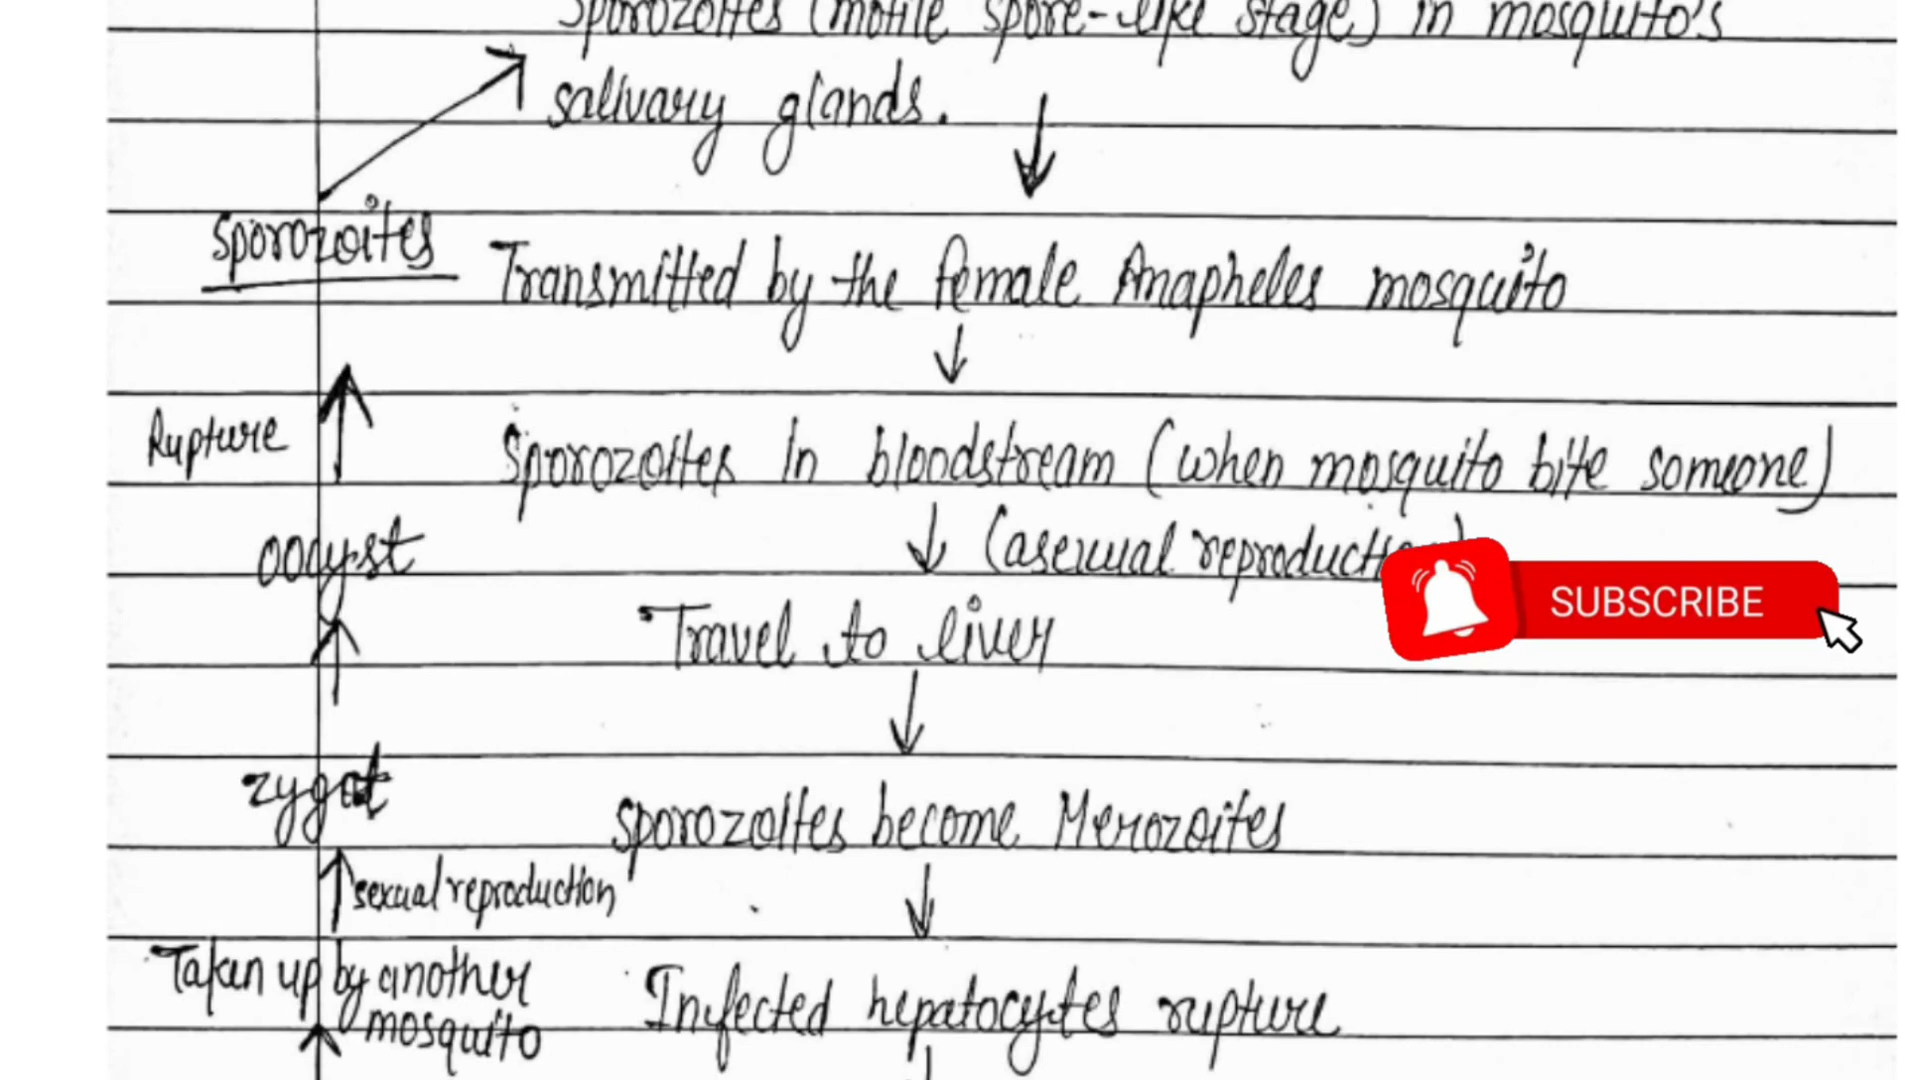 Sporozoites (motile spore-like stage) in mosquito's
salivary glands.
sporozoites
Transmitted by the female Anapheles mosquito
Rupture
Sporozoites In bloodstream (when mosquito bite someone)
(asexual reproduction)
oocyst
SUBSCRIBE
Travel to liver
zygot
sporozoites become Merozoites
sexual reproduction
Taken up by another
mosquito
Infected hepatocytes rupture